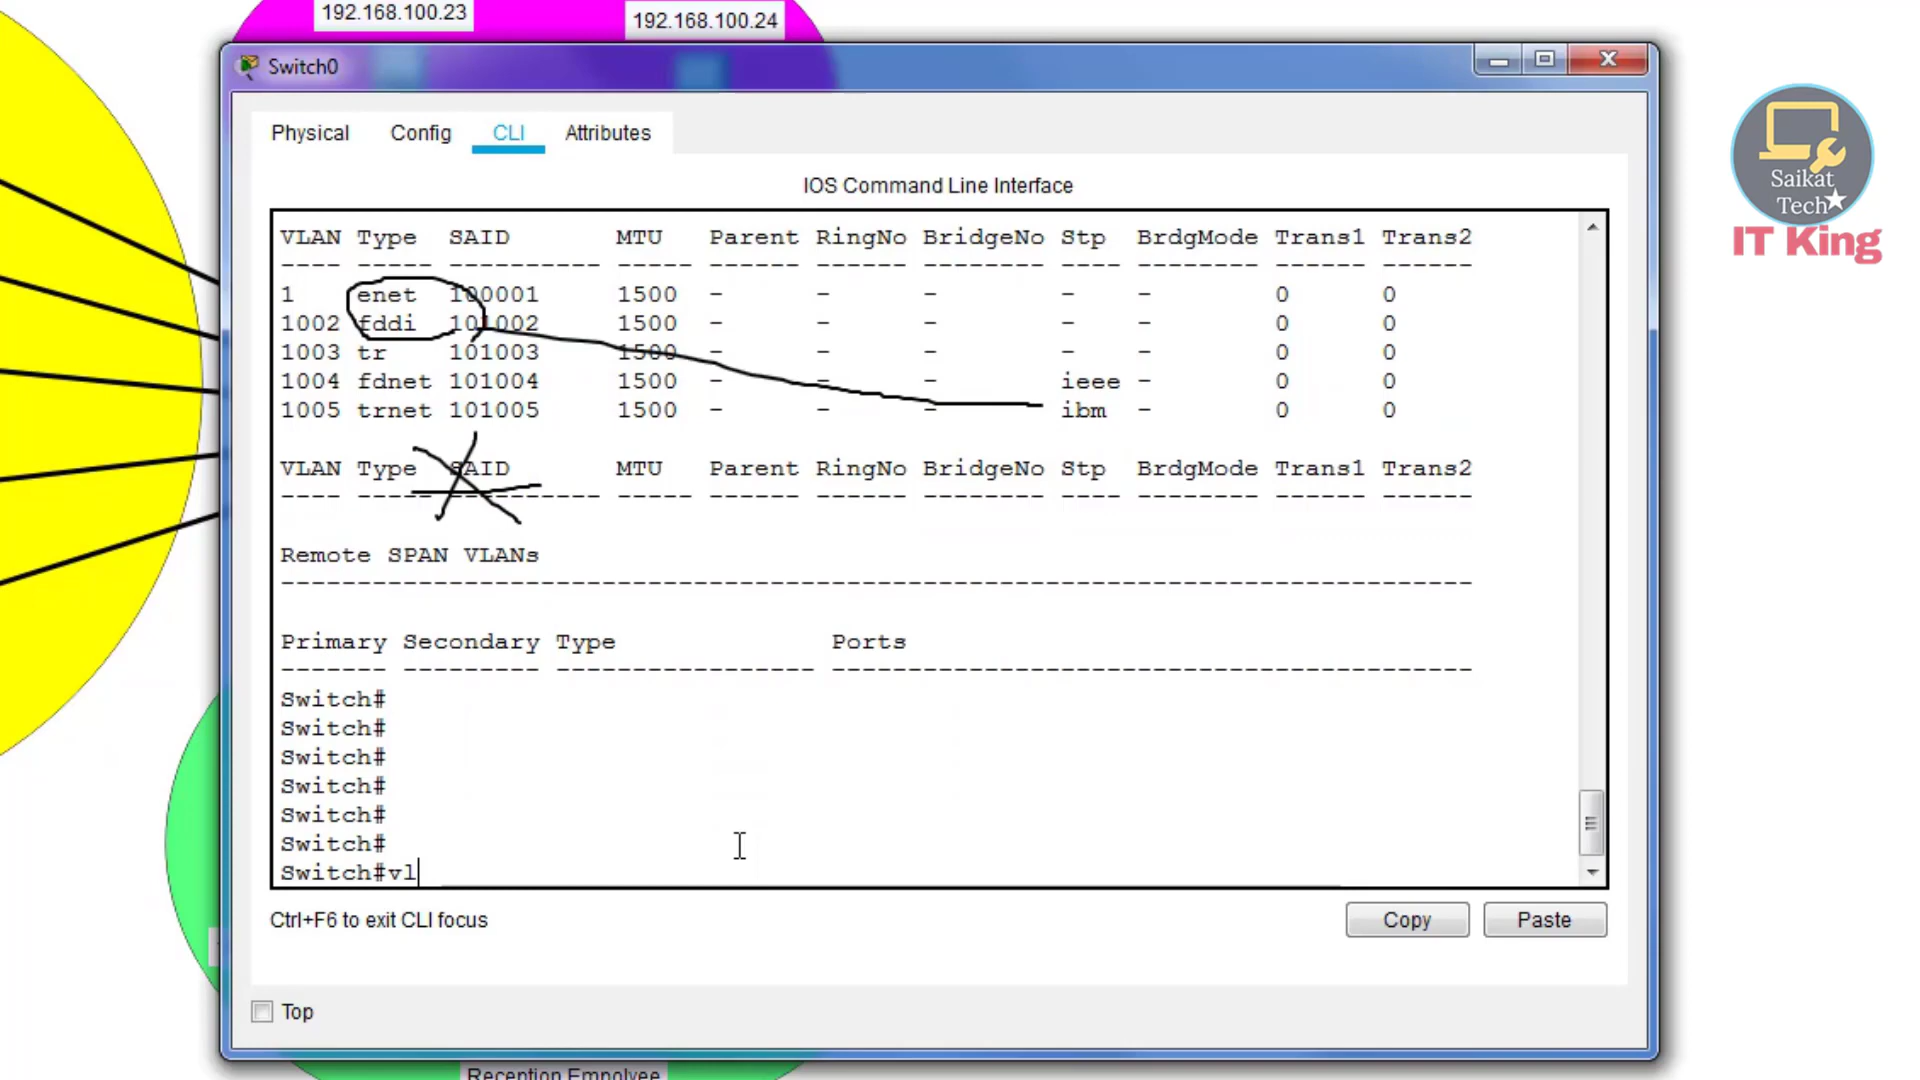 192.168.100.23
192.168.100.24
Switch0
Physical Config CLI Attributes
IOS Command Line Interface
VLAN Type SAID MTU Parent RingNo BridgeNo Stp BrdgMode Trans1 Trans2
---- ----- ---------- ----- ------ ------ -------- ---- -------- ------ ------
1 enet 100001 1500 - - - - - 0 0
1002 fddi 101002 1500 - - - - - 0 0
1003 tr 101003 1500 - - - - - 0 0
1004 fdnet 101004 1500 - - - ieee - 0 0
1005 trnet 101005 1500 - - - ibm - 0 0
VLAN Type SAID MTU Parent RingNo BridgeNo Stp BrdgMode Trans1 Trans2
---- ----- ---------- ----- ------ ------ -------- ---- -------- ------ ------
Remote SPAN VLANs
------------------------------------------------------------------------------
Primary Secondary Type Ports
------- --------- ----------------- ------------------------------------------
Switch#
Switch#
Switch#
Switch#
Switch#
Switch#
Switch#vl
Ctrl+F6 to exit CLI focus
Copy Paste
Top
Reception Empolyee
Saikat
Tech
IT King